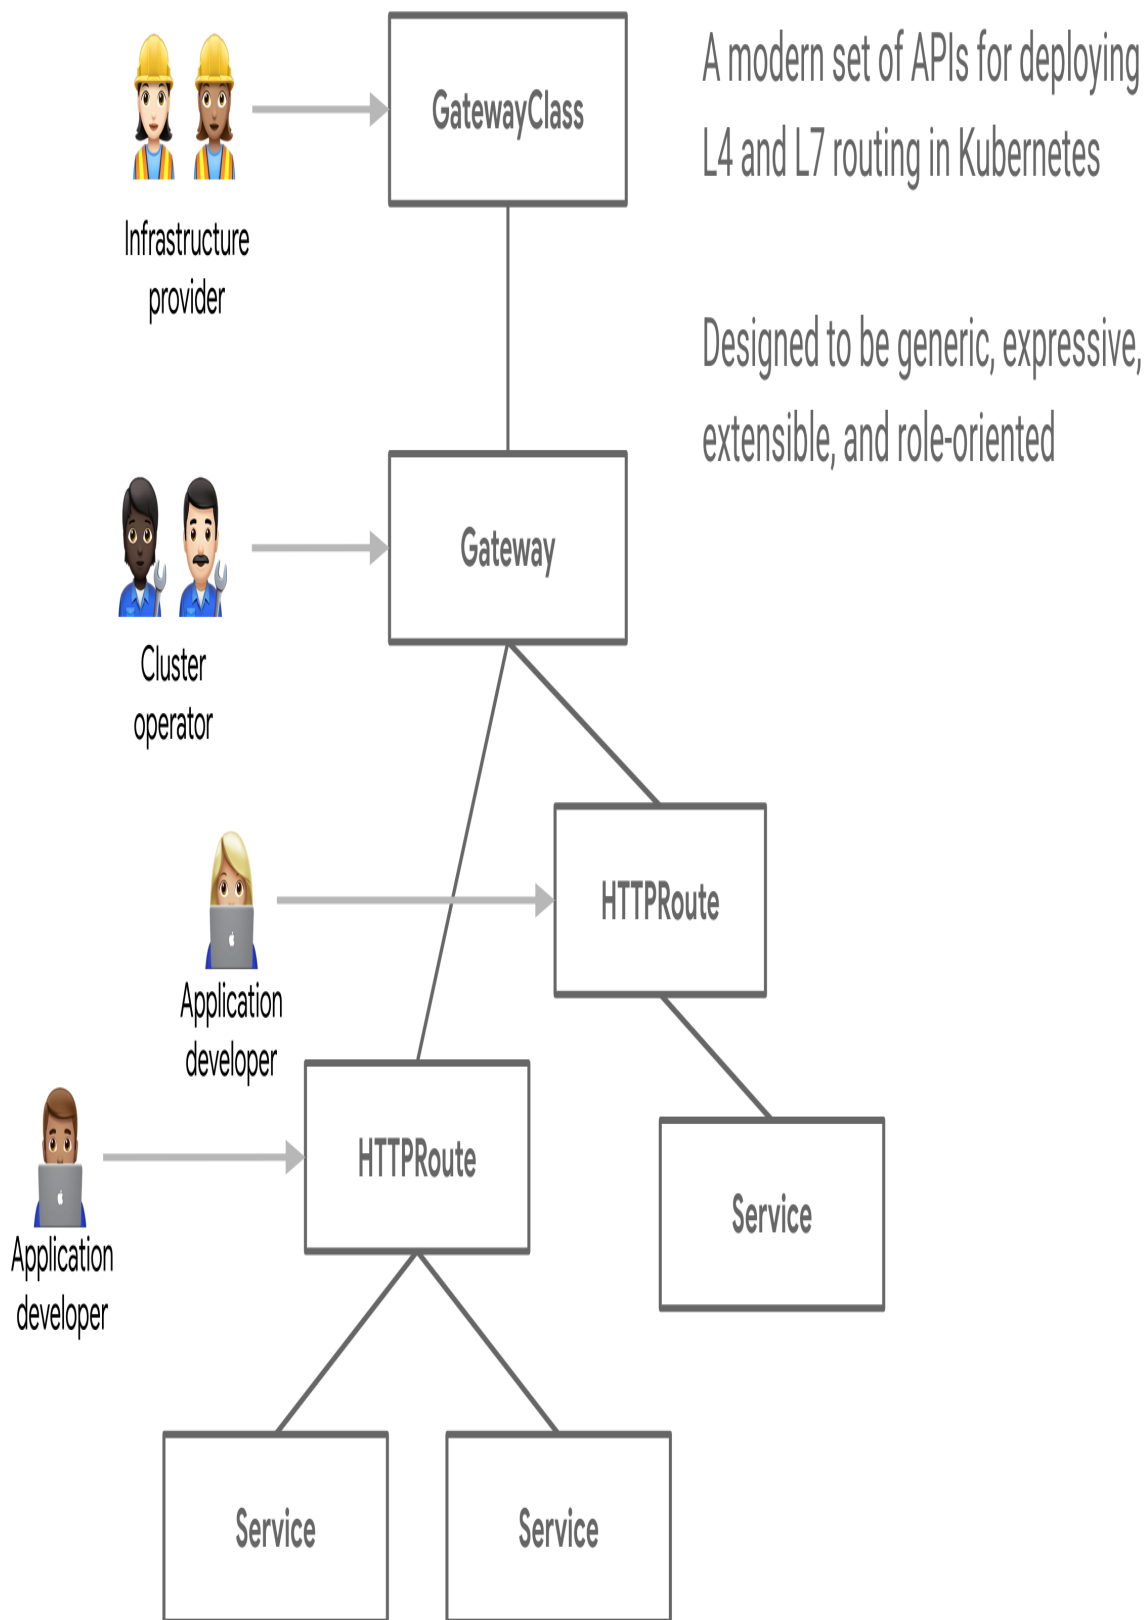 A modern set of APIs for deploying
L4 and L7 routing in Kubernetes
Designed to be generic, expressive,
extensible, and role-oriented
GatewayClass
Infrastructure
provider
Gateway
Cluster
operator
HTTPRoute
Application
developer
HTTPRoute
Application
developer
Service
Service
Service